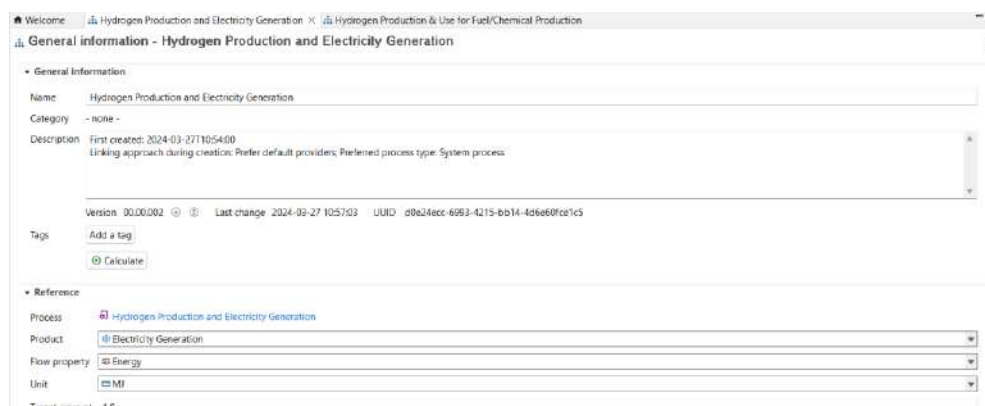 Welcome Hydrogen Production and Electricity Generation Hydrogen Production & Use for Fuel/Chemical Production
General information - Hydrogen Production and Electricity Generation
General information
Name Hydrogen Production and Electricity Generation
Category - none -
Description First created: 2024-03-27T10:54:00
Linking approach during creation: Prefer default providers; Preferred process type: System process
Version 00.00.002 Last change 2024-03-27 10:57:03 UUID d0e24ecc-6993-4215-bb14-4d6e60fce1c5
Tags Add a tag
Calculate
Reference
Process Hydrogen Production and Electricity Generation
Product Electricity Generation
Flow property Energy
Unit MJ